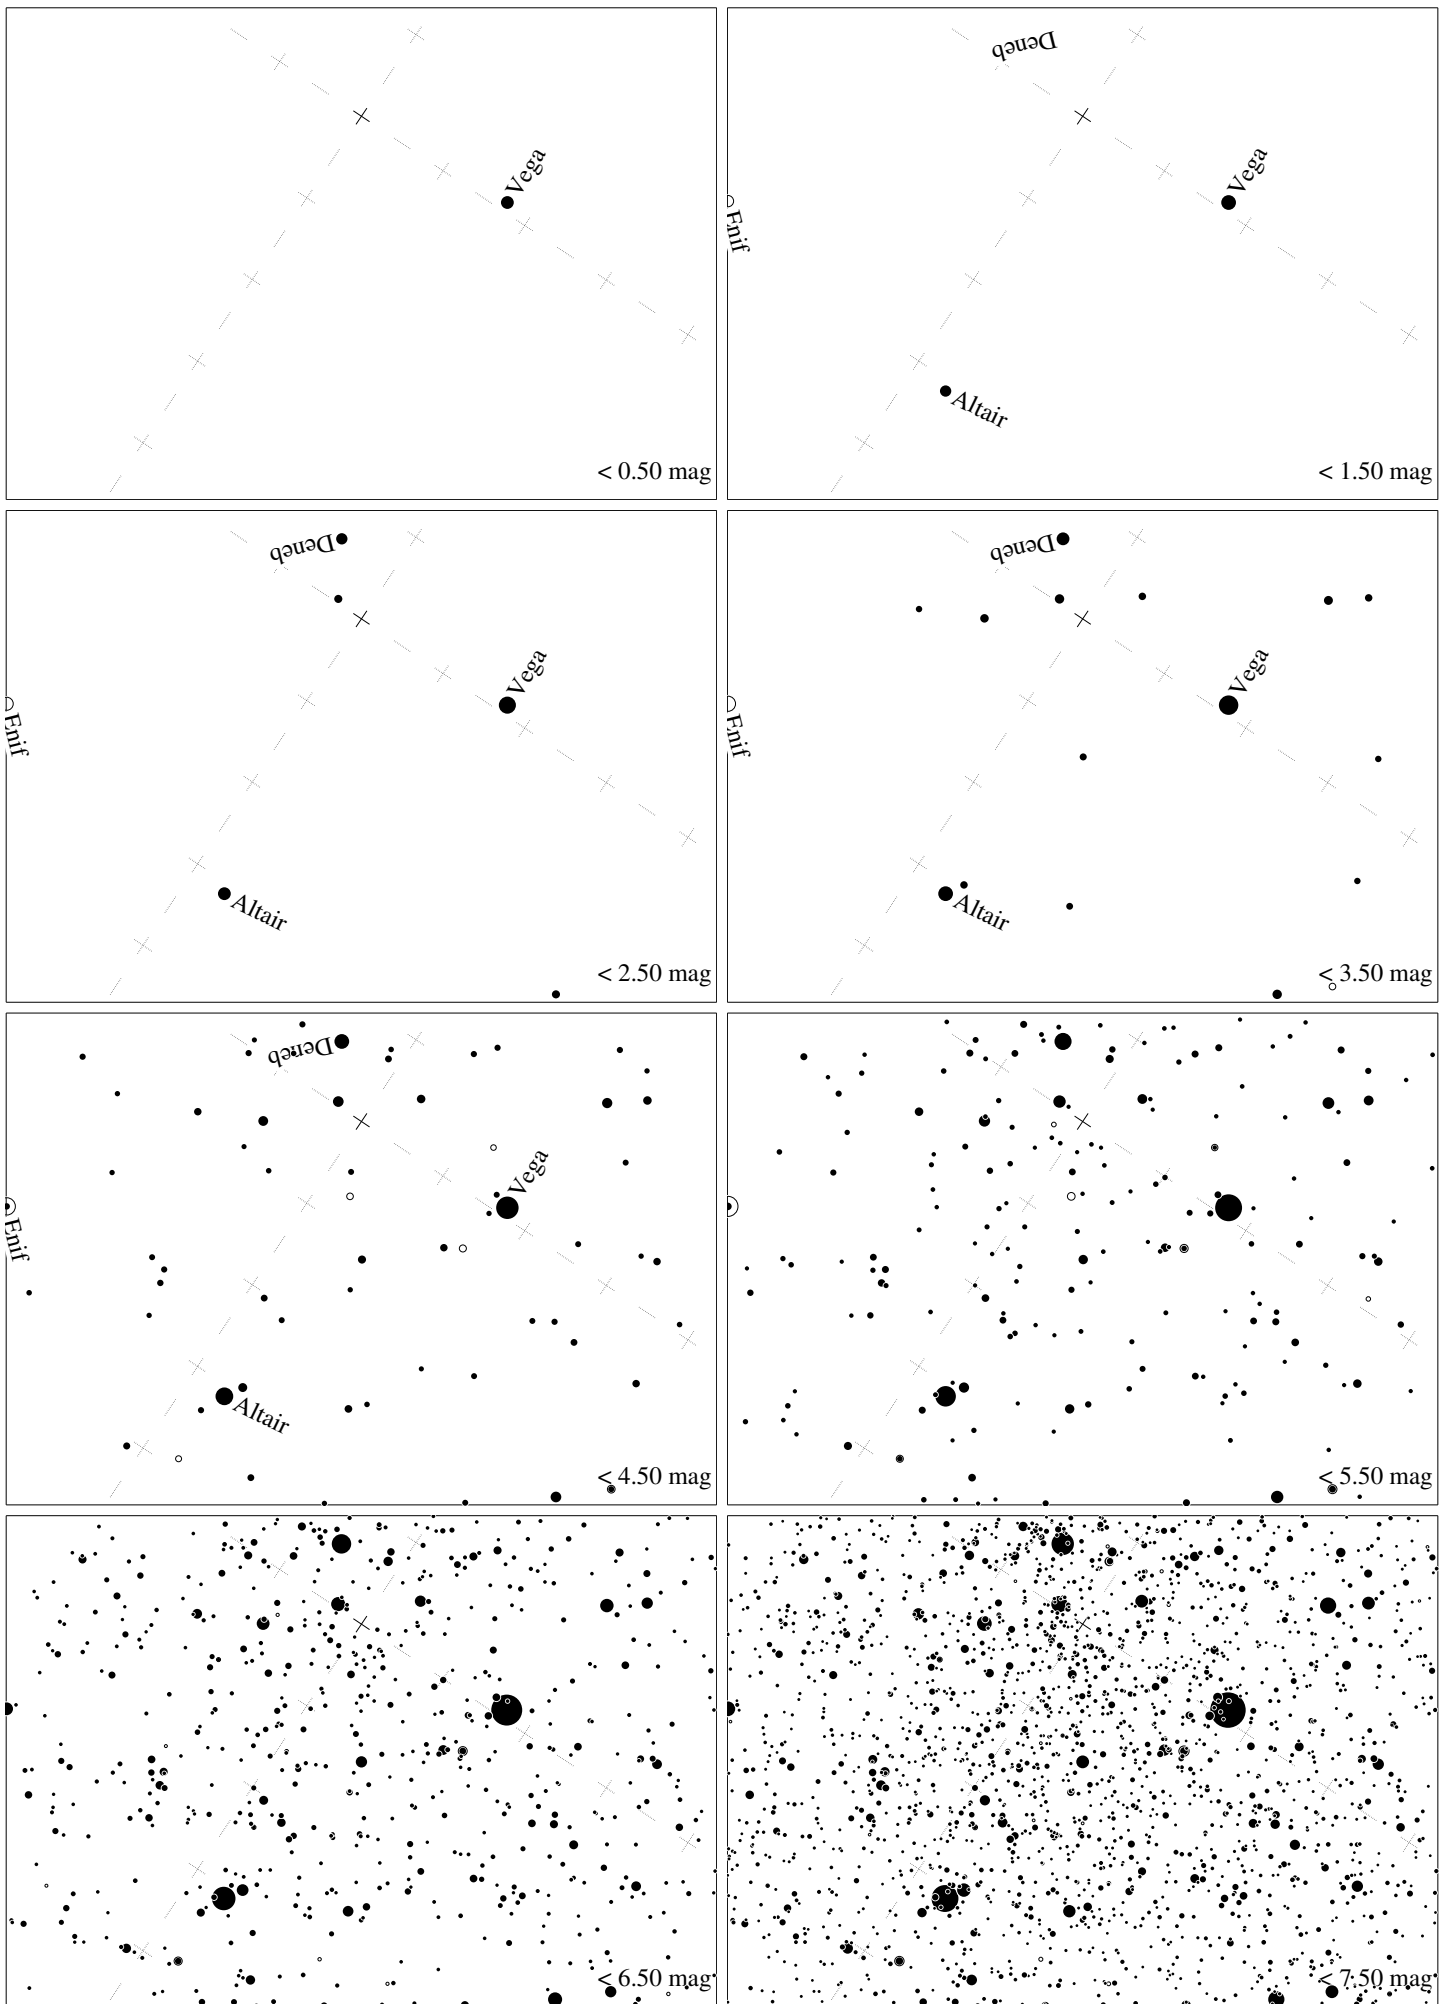 Vega
< 0.50 mag
Deneb
Vega
Enif
Altair
< 1.50 mag
Deneb
Vega
Enif
Altair
< 2.50 mag
Deneb
Vega
Enif
Altair
< 3.50 mag
Deneb
Vega
Enif
Altair
< 4.50 mag
< 5.50 mag
< 6.50 mag
< 7.50 mag